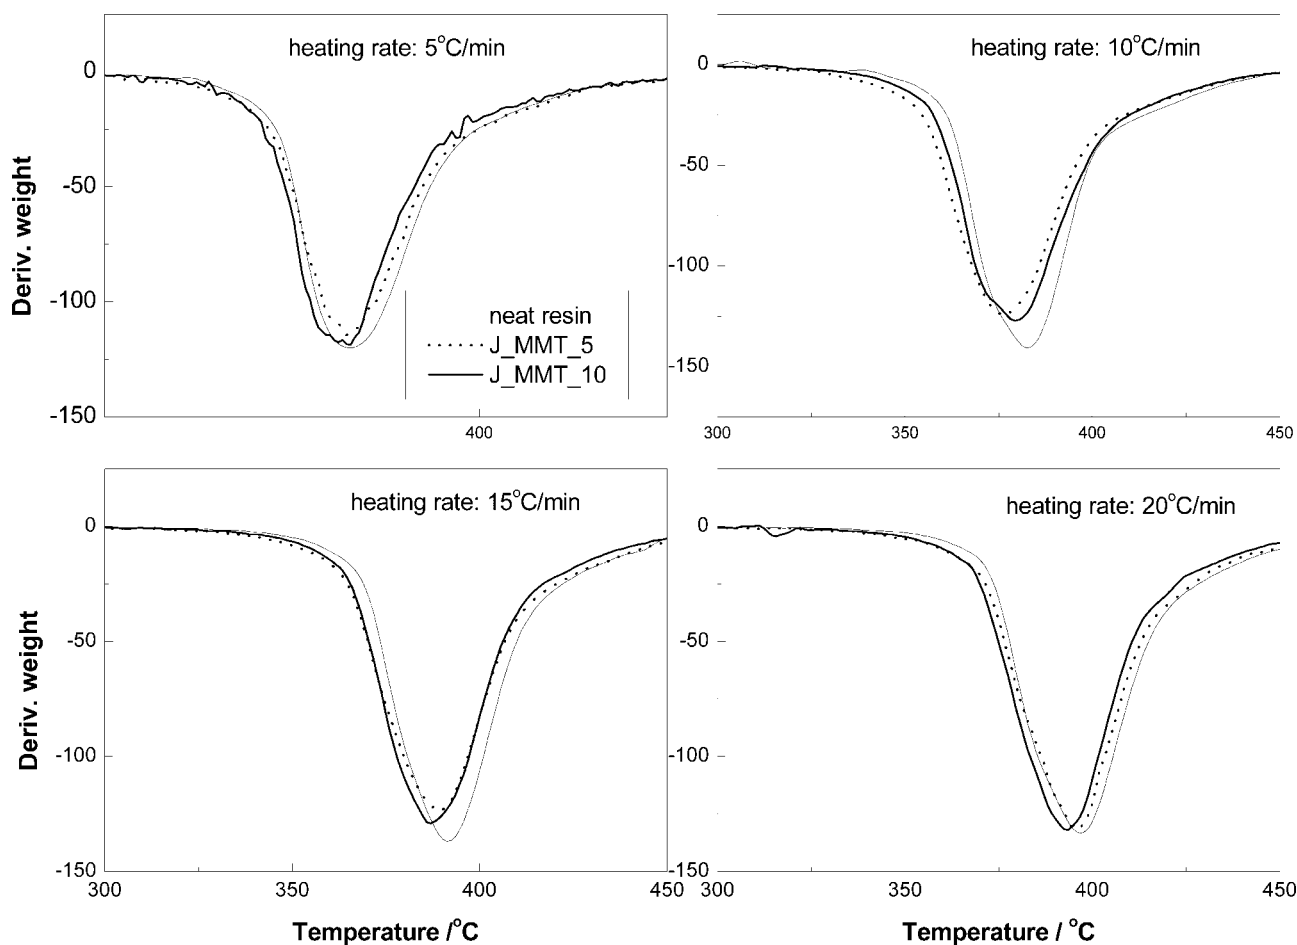 heating rate: 5°C/min
0
-50
-100
-150
Deriv. weight
neat resin
J_MMT_5
J_MMT_10
400
heating rate: 10°C/min
0
-50
-100
-150
300 350 400 450
heating rate: 15°C/min
0
-50
-100
-150
Deriv. weight
300 350 400 450
Temperature /°C
heating rate: 20°C/min
0
-50
-100
-150
300 350 400 450
Temperature / °C